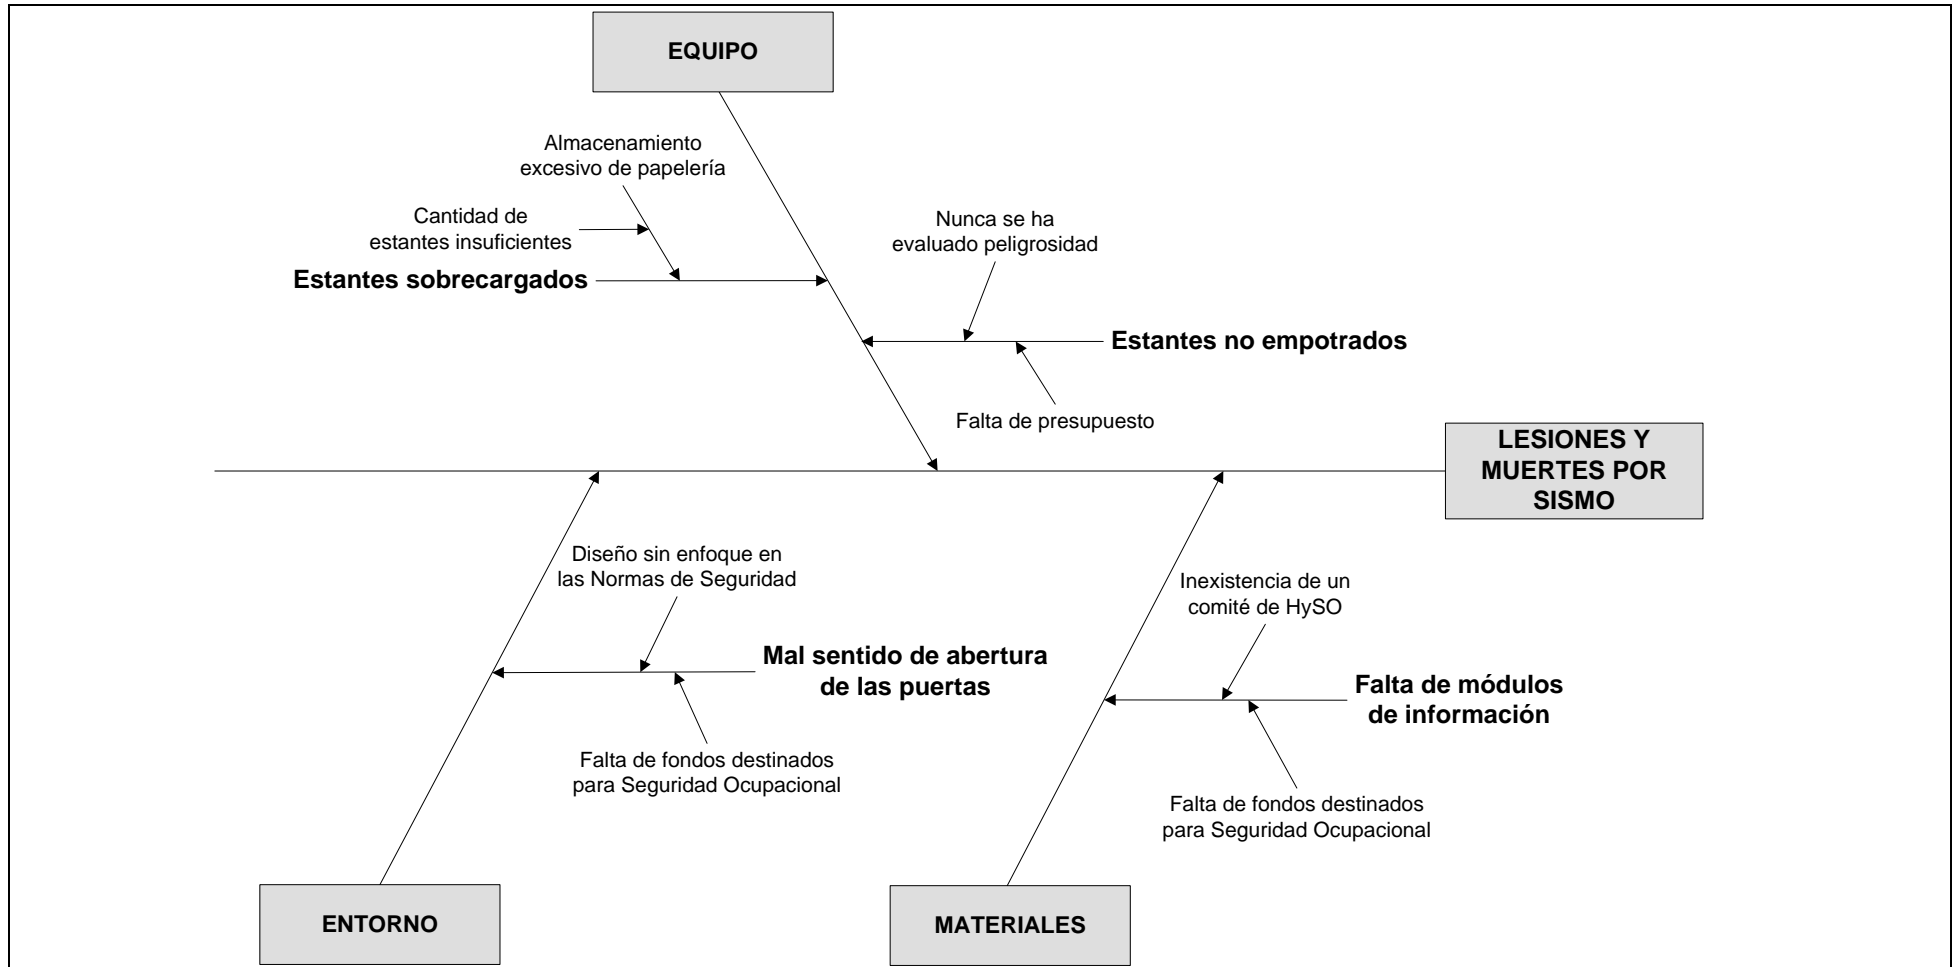 EQUIPO
Almacenamiento
excesivo de papelería
Cantidad de
estantes insuficientes
Estantes sobrecargados
Nunca se ha
evaluado peligrosidad
Estantes no empotrados
Falta de presupuesto
LESIONES Y
MUERTES POR
SISMO
Diseño sin enfoque en
las Normas de Seguridad
Mal sentido de abertura
de las puertas
Falta de fondos destinados
para Seguridad Ocupacional
Inexistencia de un
comité de HySO
Falta de módulos
de información
Falta de fondos destinados
para Seguridad Ocupacional
ENTORNO
MATERIALES